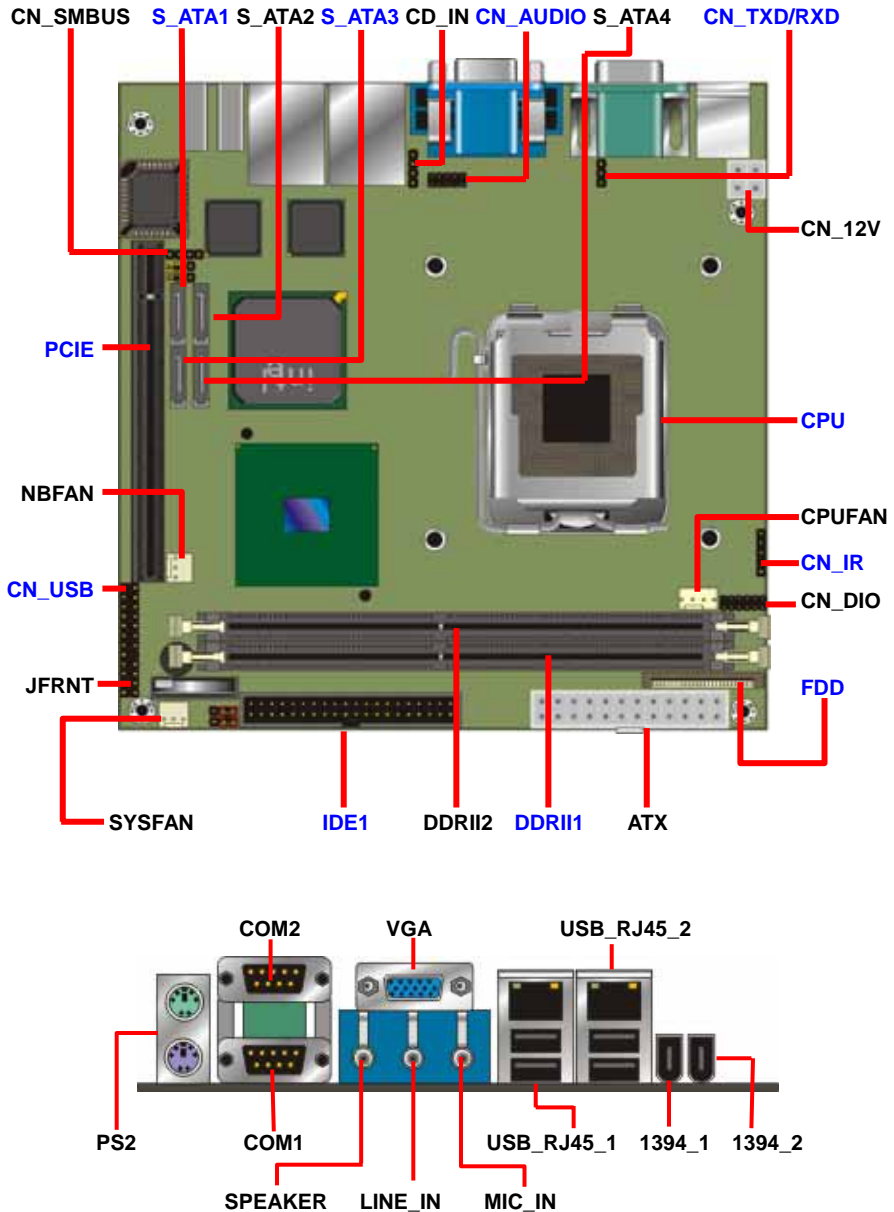 CN_SMBUS S_ATA1 S_ATA2 S_ATA3 CD_IN CN_AUDIO S_ATA4 CN_TXD/RXD
CN_12V
PCIE
intel
CPU
NBFAN
CPUFAN
CN_USB
CN_IR
CN_DIO
JFRNT
FDD
SYSFAN IDE1 DDRII2 DDRII1 ATX
COM2 VGA USB_RJ45_2
PS2 COM1 USB_RJ45_1 1394_1 1394_2
SPEAKER LINE_IN MIC_IN